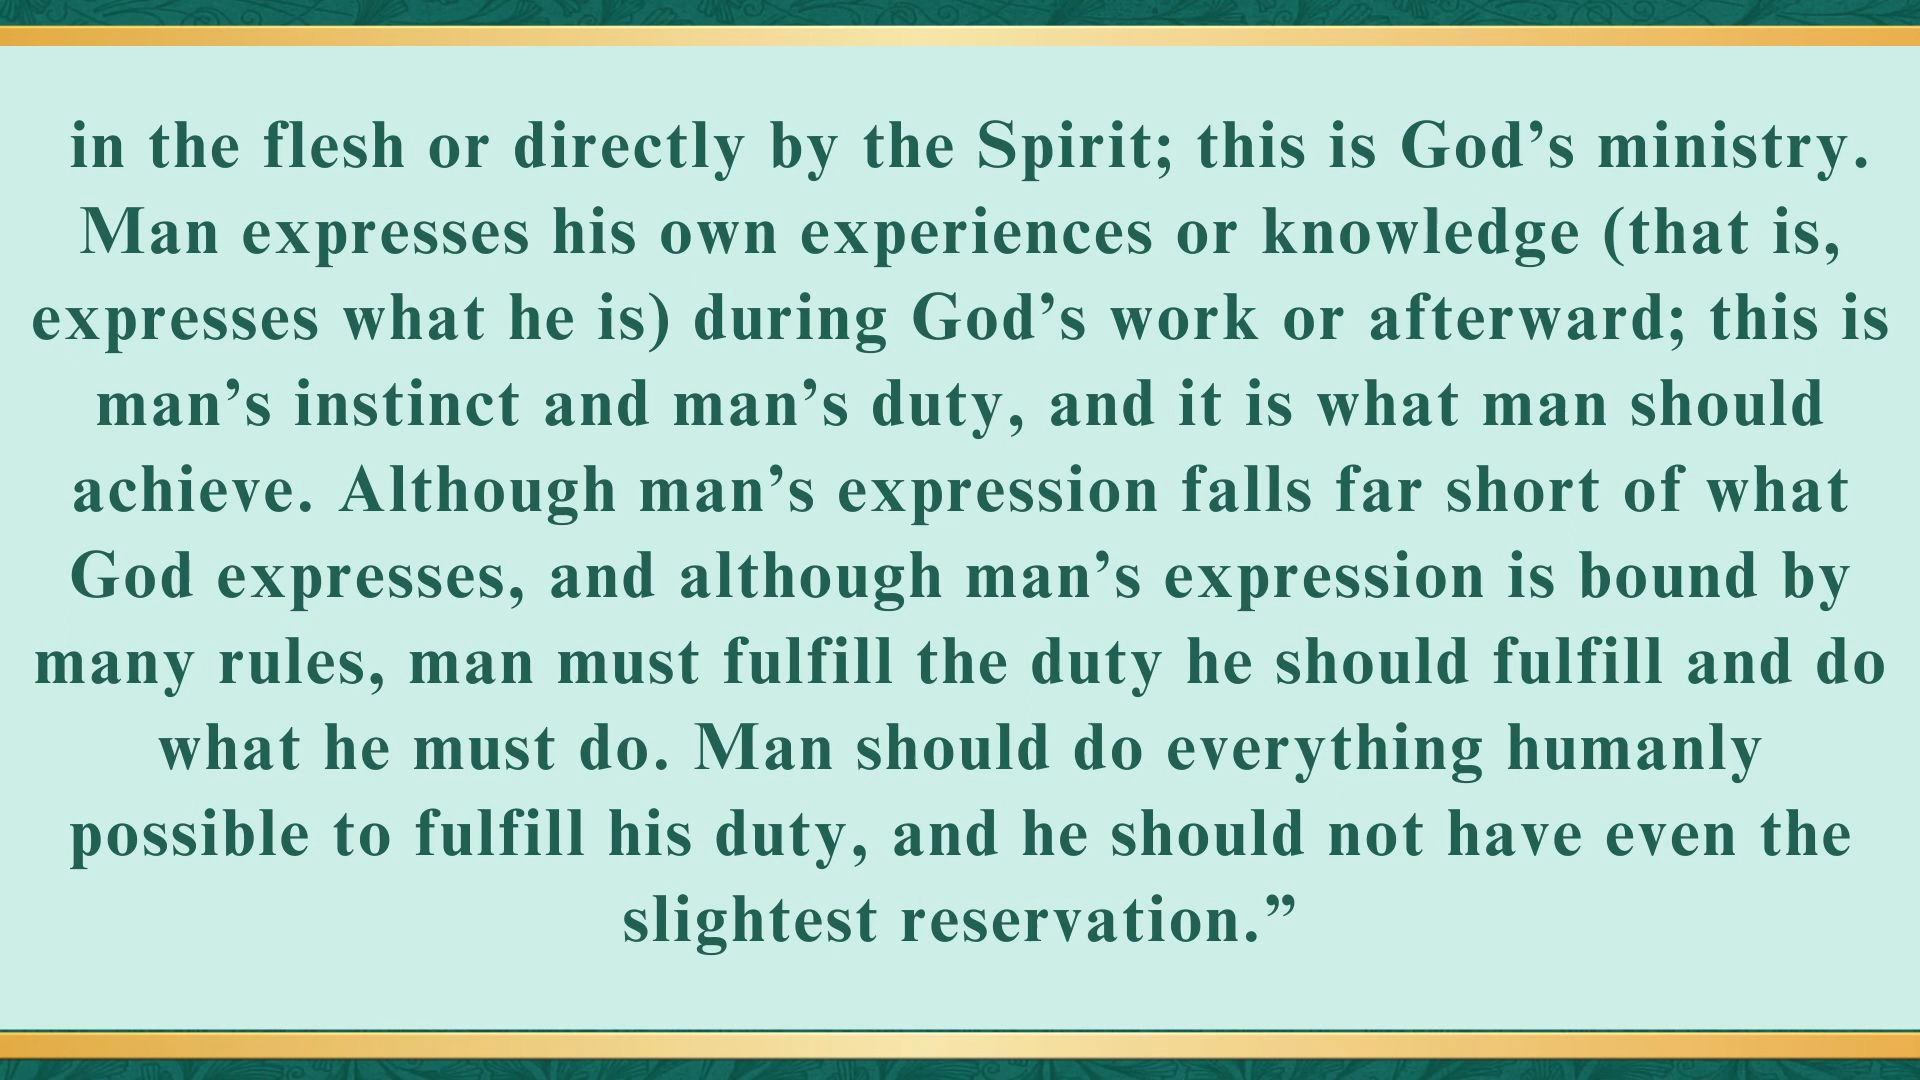 in the flesh or directly by the Spirit; this is God’s ministry.
Man expresses his own experiences or knowledge (that is,
expresses what he is) during God’s work or afterward; this is
man’s instinct and man’s duty, and it is what man should
achieve. Although man’s expression falls far short of what
God expresses, and although man’s expression is bound by
many rules, man must fulfill the duty he should fulfill and do
what he must do. Man should do everything humanly
possible to fulfill his duty, and he should not have even the
slightest reservation.”